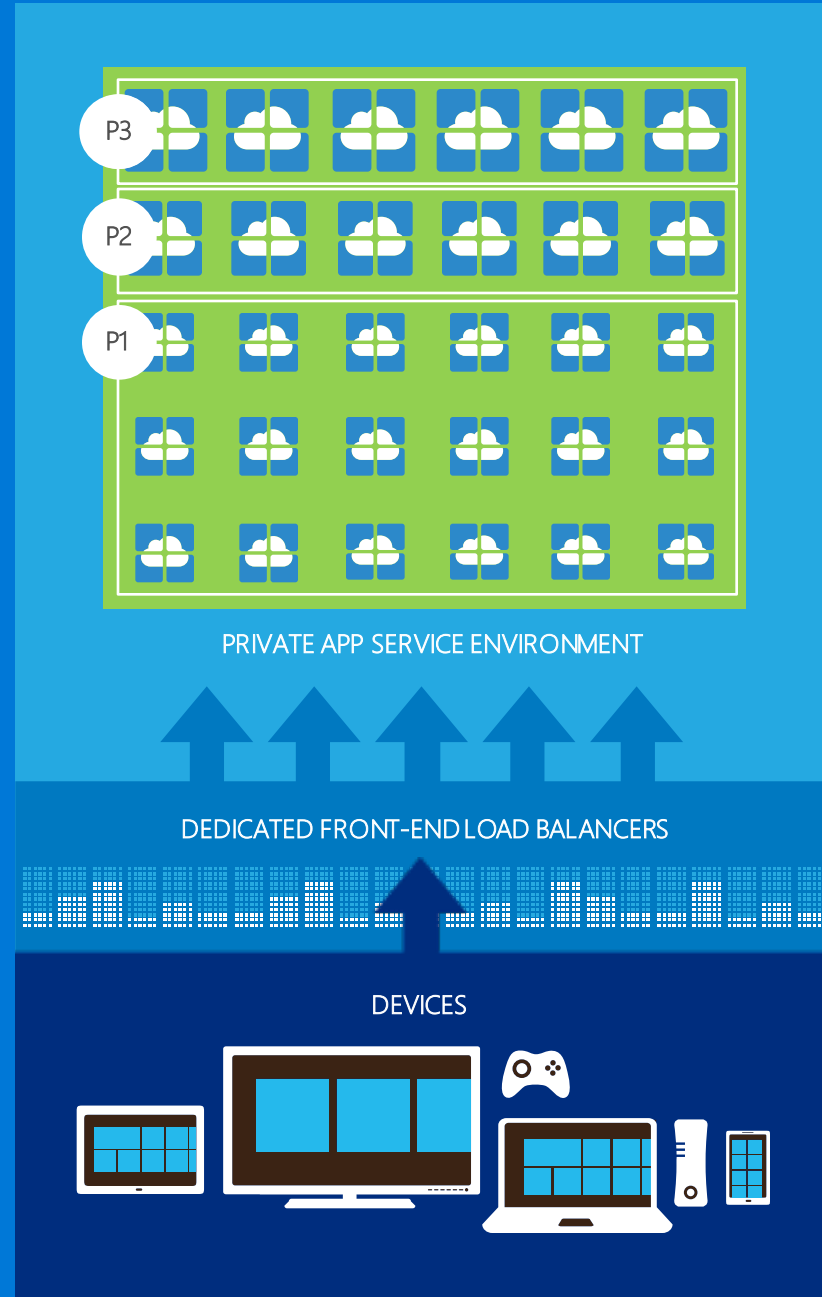 P3
P2
P1
PRIVATE APP SERVICE ENVIRONMENT
DEDICATED FRONT-END LOAD BALANCERS
DEVICES